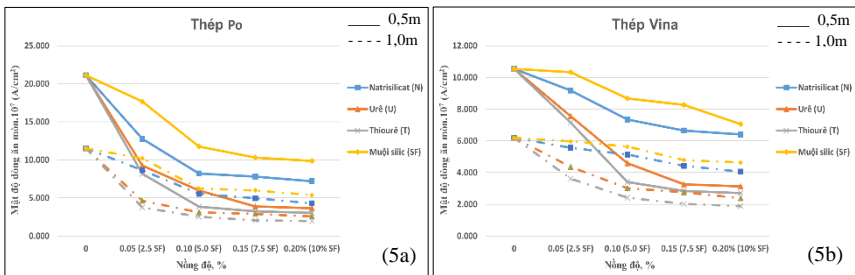 Thép Po
0,5m
1,0m
Mật độ dòng ăn mòn.10⁷ (A/cm²)
25.000
20.000
15.000
10.000
5.000
0.000
0
0.05 (2.5 SF)
0.10 (5.0 SF)
0.15 (7.5 SF)
0.20% (10% SF)
Nồng độ, %
Natrisilicat (N)
Urê (U)
Thiourê (T)
Muội silic (SF)
(5a)
Thép Vina
0,5m
1,0m
Mật độ dòng ăn mòn.10⁷ (A/cm²)
12.000
10.000
8.000
6.000
4.000
2.000
0.000
0
0.05 (2.5 SF)
0.10 (5.0 SF)
0.15 (7.5 SF)
0.20% (10% SF)
Nồng độ, %
Natrisilicat (N)
Urê (U)
Thiourê (T)
Muội silic (SF)
(5b)